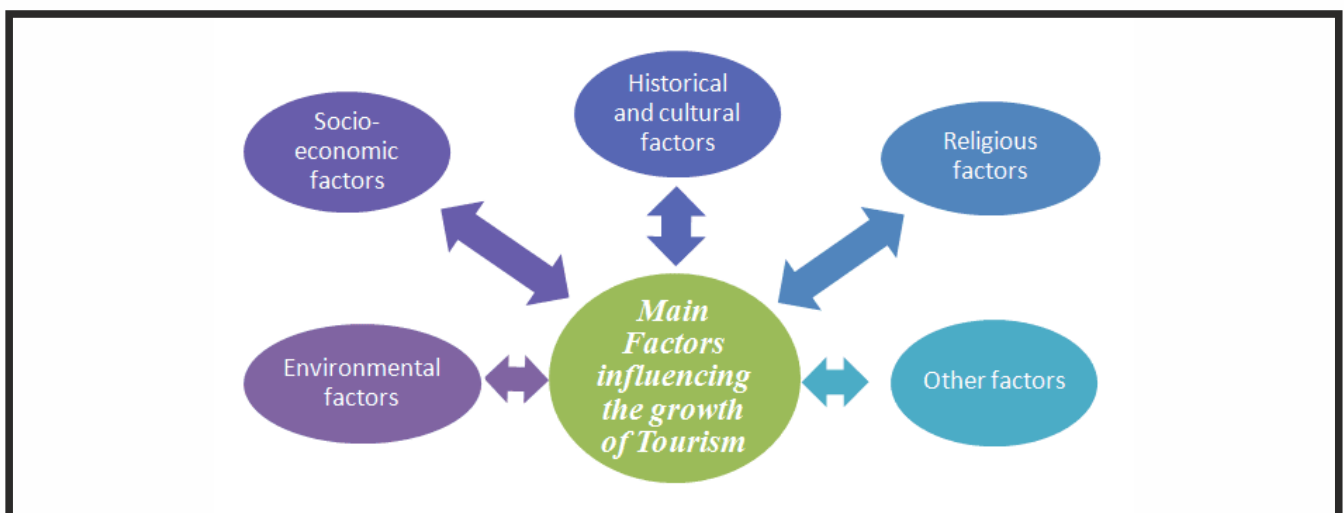 Historical
and cultural
factors
Socio-
economic
factors
Religious
factors
Main
Factors
influencing
the growth
of Tourism
Environmental
factors
Other factors